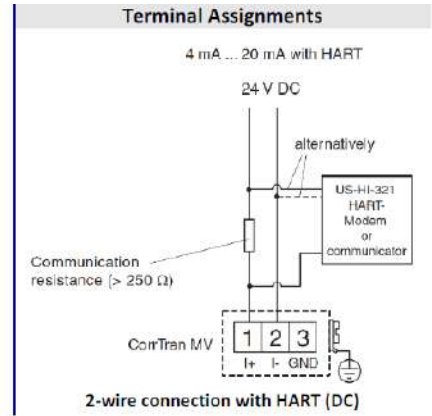 Terminal Assignments
4 mA ... 20 mA with HART
24 V DC
alternatively
US-HI-321
HART-
Modem
or
communicator
Communication
resistance (> 250 Ω)
CorrTran MV
1 2 3
I+ I- GND
2-wire connection with HART (DC)